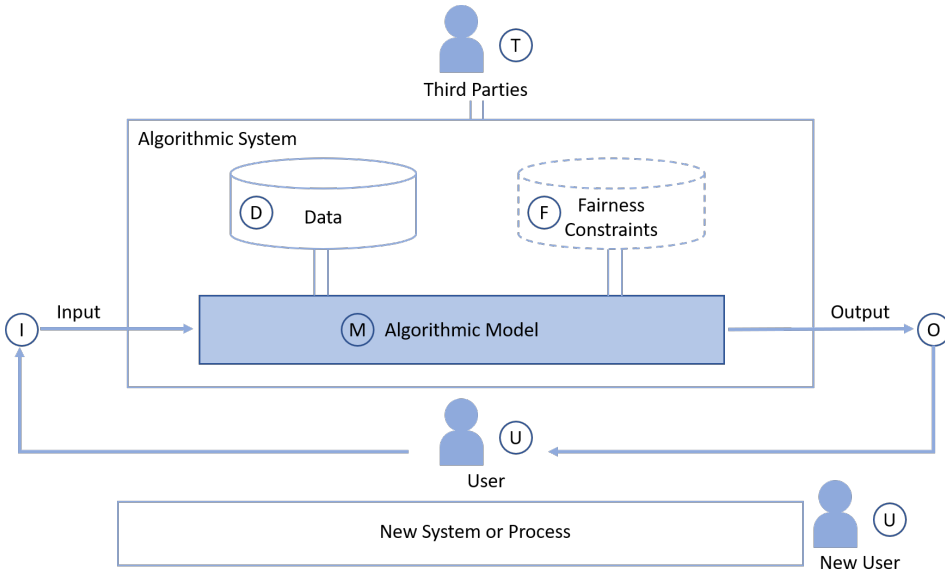 T
Third Parties
Algorithmic System
D
Data
F
Fairness
Constraints
I
Input
M
Algorithmic Model
Output
O
U
User
New System or Process
U
New User